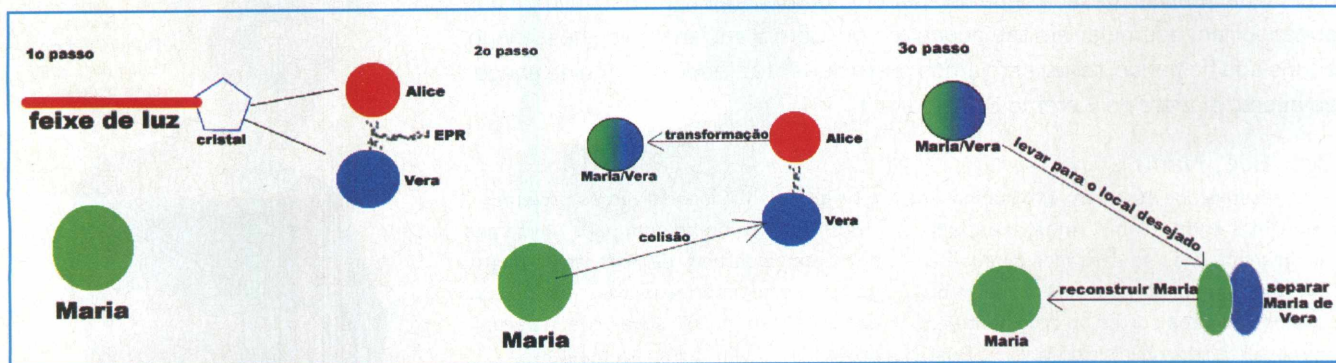 1o passo
feixe de luz
cristal
Alice
EPR
Vera
Maria
2o passo
Maria/Vera
transformação
Alice
Vera
colisão
Maria
3o passo
Maria/Vera
levar para o local desejado
reconstruir Maria
separar
Maria de
Vera
Maria